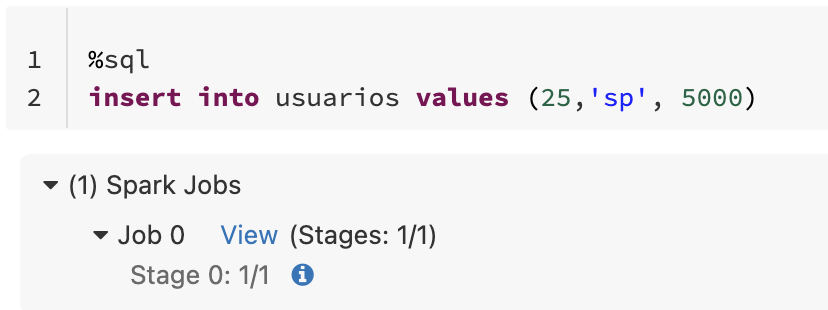 1 %sql
2 insert into usuarios values (25,'sp', 5000)
(1) Spark Jobs
Job 0 View (Stages: 1/1)
Stage 0: 1/1